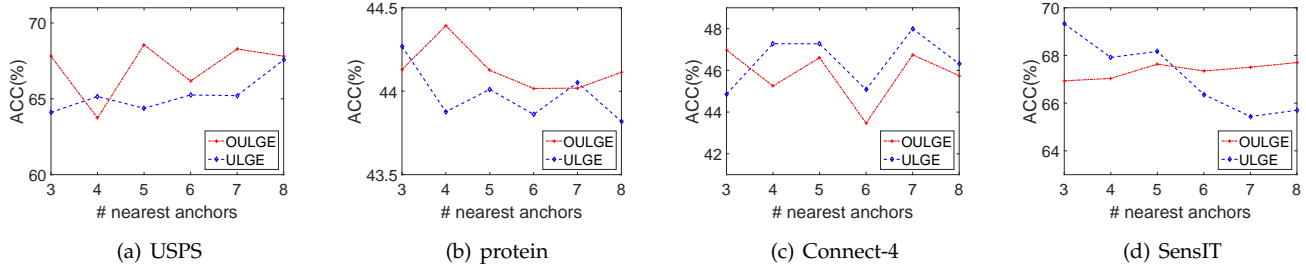 70
65
60
ACC(%)
3 4 5 6 7 8
# nearest anchors
OULGE
ULGE
(a) USPS
44.5
44
43.5
ACC(%)
3 4 5 6 7 8
# nearest anchors
OULGE
ULGE
(b) protein
48
46
44
42
ACC(%)
3 4 5 6 7 8
# nearest anchors
OULGE
ULGE
(c) Connect-4
70
68
66
64
ACC(%)
3 4 5 6 7 8
# nearest anchors
OULGE
ULGE
(d) SensIT